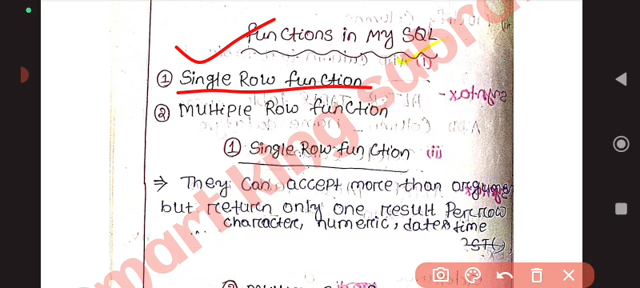 Functions in My SQL
① Single Row function
② Multiple Row function
① Single Row function
⇒ They can accept more than argume
but return only one result Per row
character, numeric, date & time